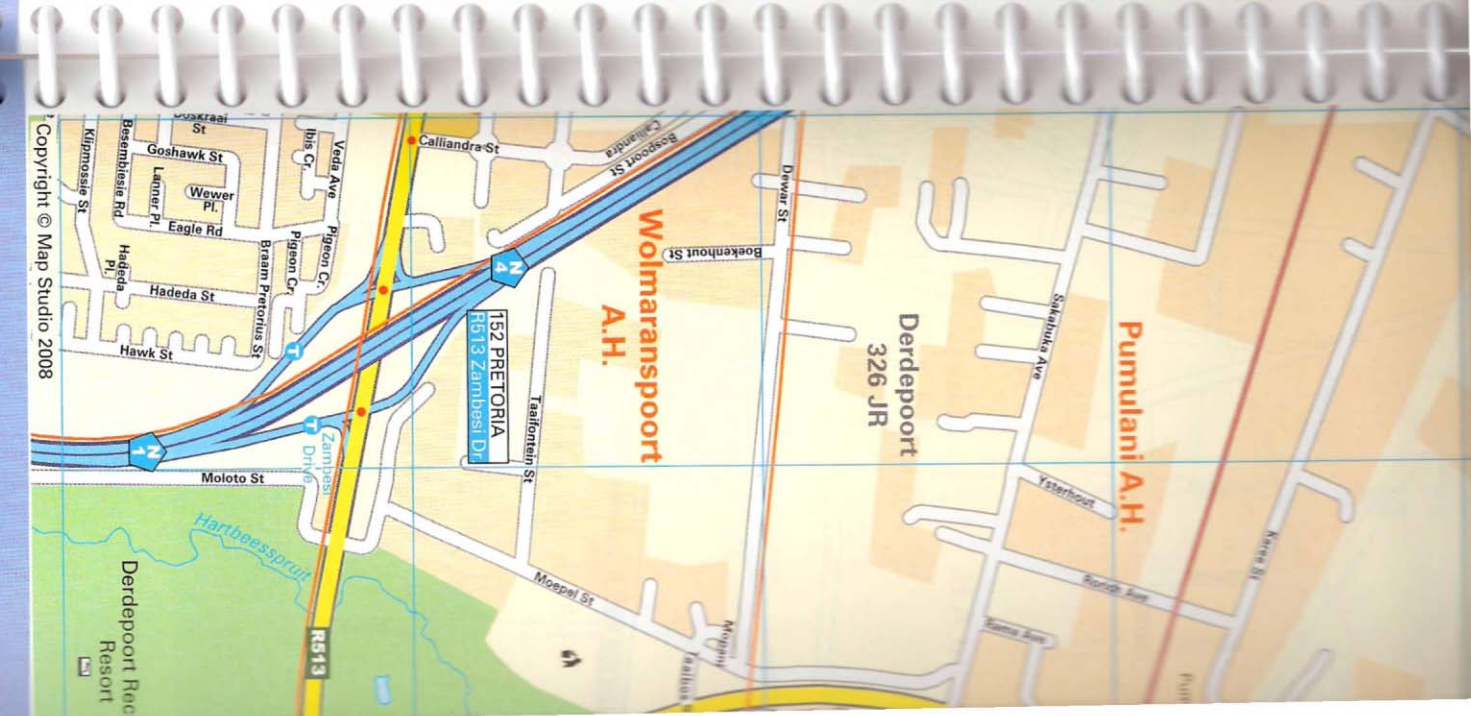 Copyright © Map Studio 2008
Klipmossie St
Besembiesie Rd
St
Goshawk St
Lanner Pl.
Wewer
Pl.
Eagle Rd
Hadeda
Pl.
Hadeda St
Hawk St
Ibis Cr.
Veda Ave
Pigeon Cr.
Pigeon Cr.
Braam Pretorius St
Calliandra St
Calliandra
Bospoort St
N
4
T
T
N
1
Zambesi
Drive
Moloto St
Hartbeesspruit
Derdepoort Rec
Resort
R513
152 PRETORIA
R513 Zambesi Dr
Taaifontein St
Wolmaranspoort
A.H.
Boekenhout St
Dewar St
Moepel St
Mopani
Derdepoort
326 JR
Sakabuka Ave
Pumulani A.H.
Ysterhout
Karee St